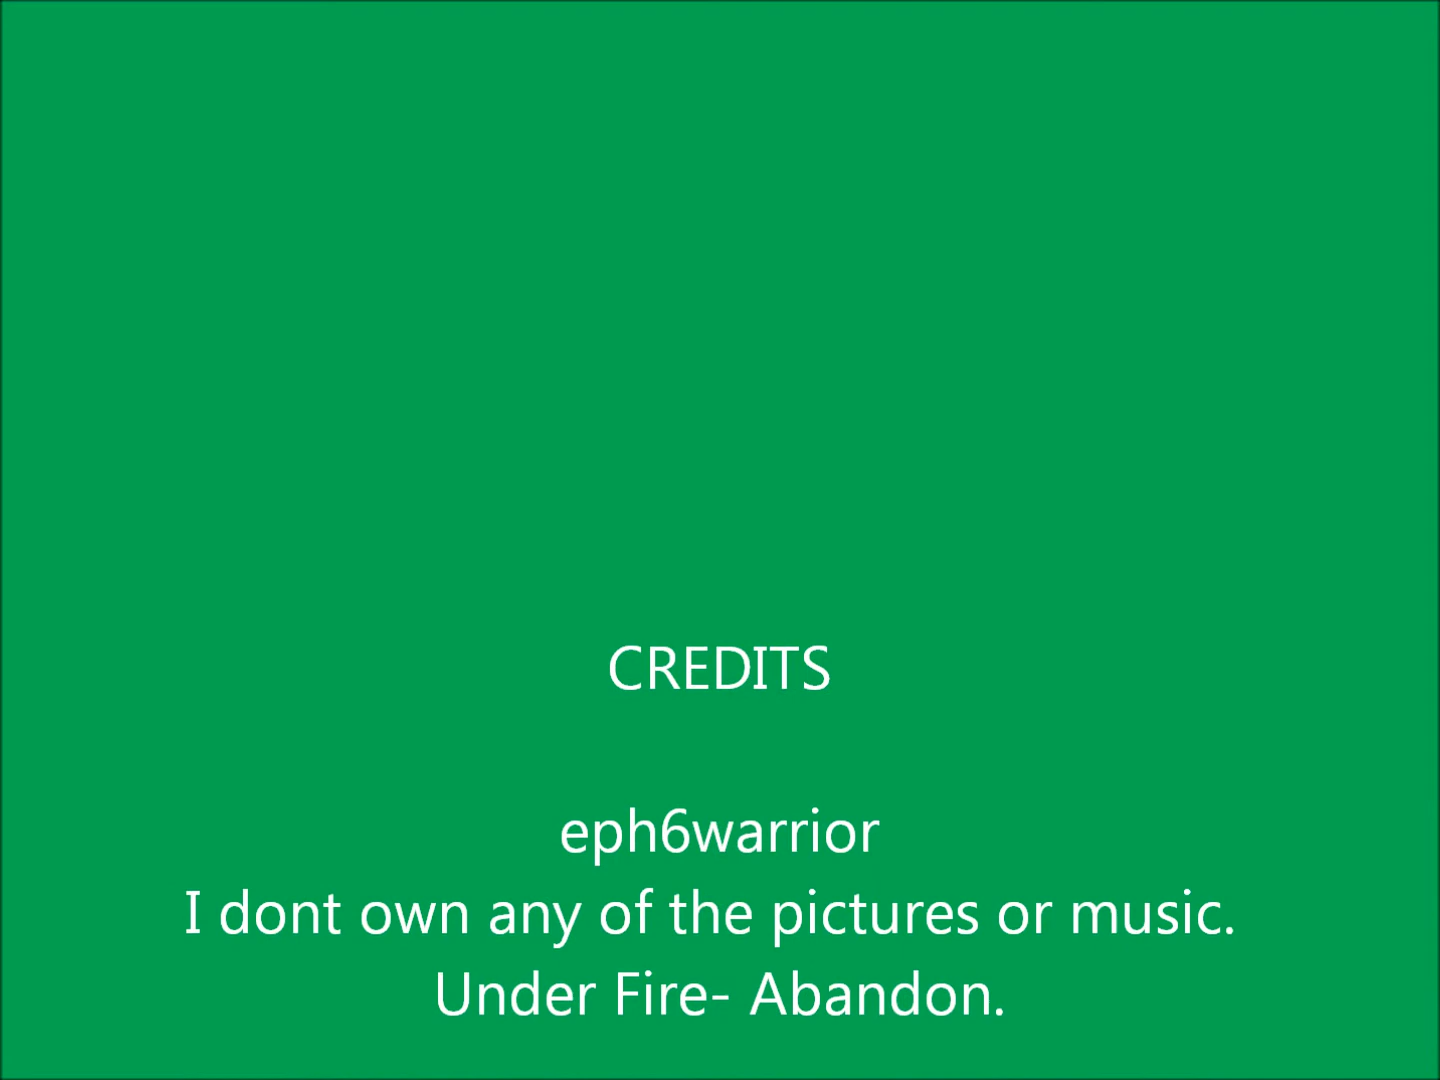 CREDITS
eph6warrior
I dont own any of the pictures or music.
Under Fire- Abandon.